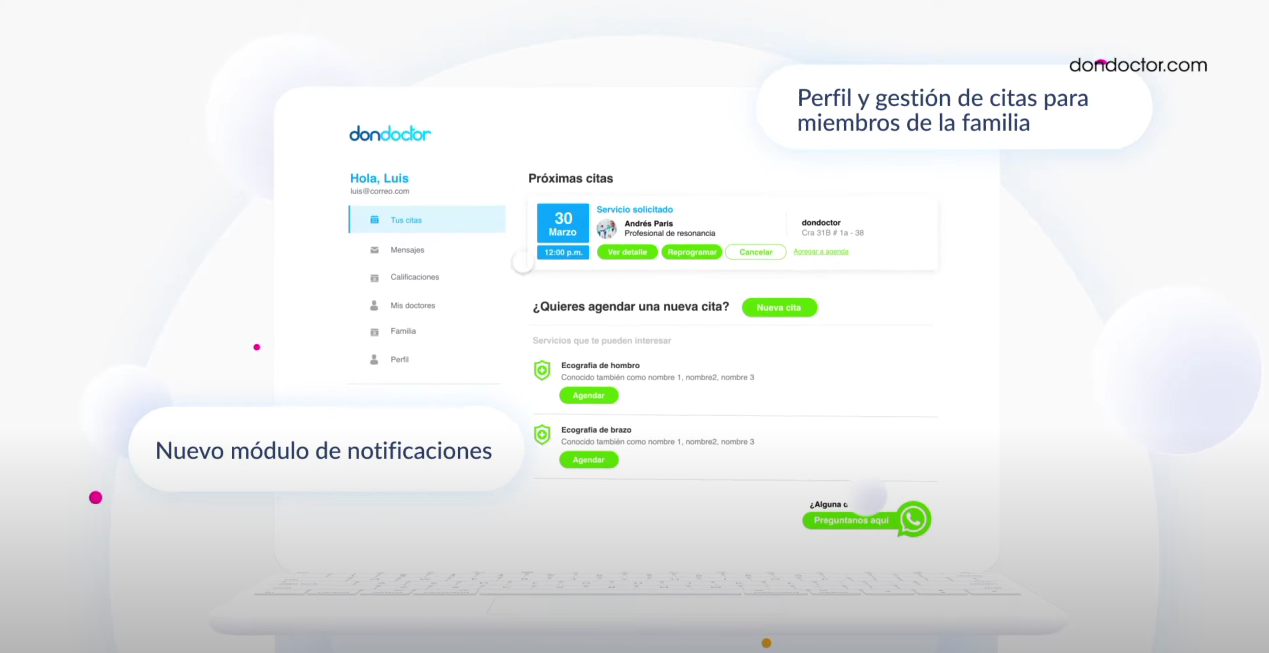 dondoctor.com
Perfil y gestión de citas para
miembros de la familia
dondoctor
Hola, Luis
luis@correo.com
Tus citas
Mensajes
Calificaciones
Mis doctores
Familia
Perfil
Próximas citas
30
Marzo
12:00 p.m.
Servicio solicitado
Andrés Paris
Profesional de resonancia
Ver detalle
Reprogramar
Cancelar
dondoctor
Cra 31B # 1a - 38
Agregar a agenda
¿Quieres agendar una nueva cita?
Nueva cita
Servicios que te pueden interesar
Ecografia de hombro
Conocido también como nombre 1, nombre2, nombre 3
Agendar
Ecografia de brazo
Conocido también como nombre 1, nombre2, nombre 3
Agendar
Nuevo módulo de notificaciones
¿Alguna
Preguntanos aquí